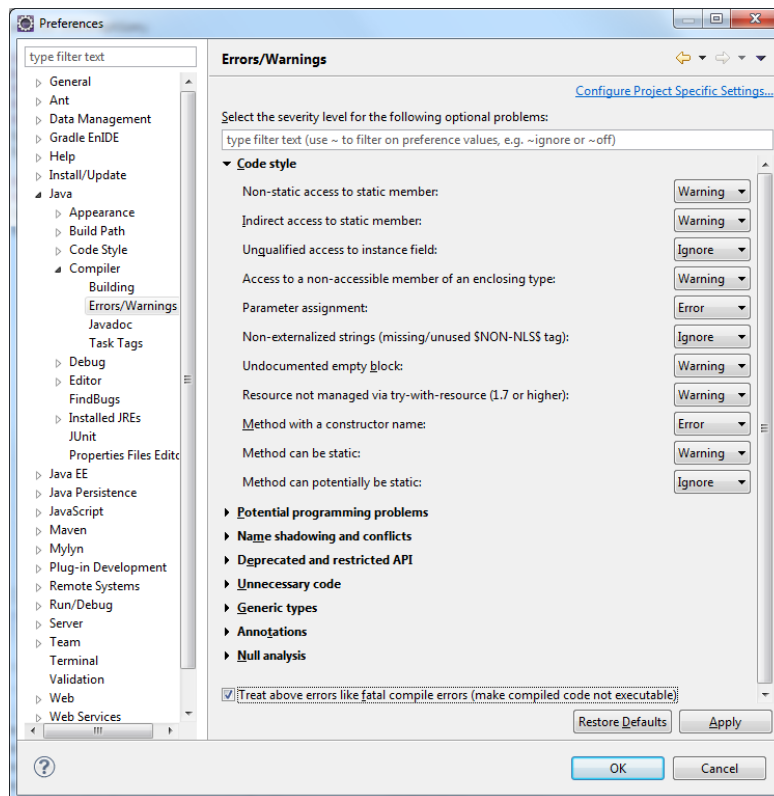 Preferences
type filter text
General
Ant
Data Management
Gradle EnIDE
Help
Install/Update
Java
Appearance
Build Path
Code Style
Compiler
Building
Errors/Warnings
Javadoc
Task Tags
Debug
Editor
FindBugs
Installed JREs
JUnit
Properties Files Edito
Java EE
Java Persistence
JavaScript
Maven
Mylyn
Plug-in Development
Remote Systems
Run/Debug
Server
Team
Terminal
Validation
Web
Web Services
Errors/Warnings
Configure Project Specific Settings...
Select the severity level for the following optional problems:
type filter text (use ~ to filter on preference values, e.g. ~ignore or ~off)
Code style
Non-static access to static member: Warning
Indirect access to static member: Warning
Unqualified access to instance field: Ignore
Access to a non-accessible member of an enclosing type: Warning
Parameter assignment: Error
Non-externalized strings (missing/unused $NON-NLS$ tag): Ignore
Undocumented empty block: Warning
Resource not managed via try-with-resource (1.7 or higher): Warning
Method with a constructor name: Error
Method can be static: Warning
Method can potentially be static: Ignore
Potential programming problems
Name shadowing and conflicts
Deprecated and restricted API
Unnecessary code
Generic types
Annotations
Null analysis
Treat above errors like fatal compile errors (make compiled code not executable)
Restore Defaults Apply
? OK Cancel